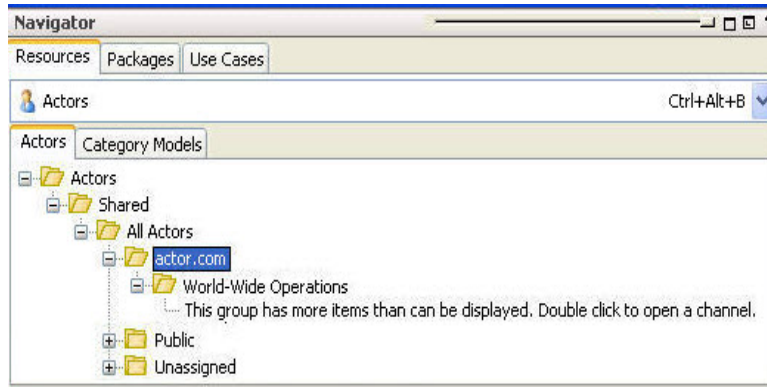 Navigator
Resources Packages Use Cases
Actors Ctrl+Alt+B
Actors Category Models
Actors
Shared
All Actors
actor.com
World-Wide Operations
This group has more items than can be displayed. Double click to open a channel.
Public
Unassigned